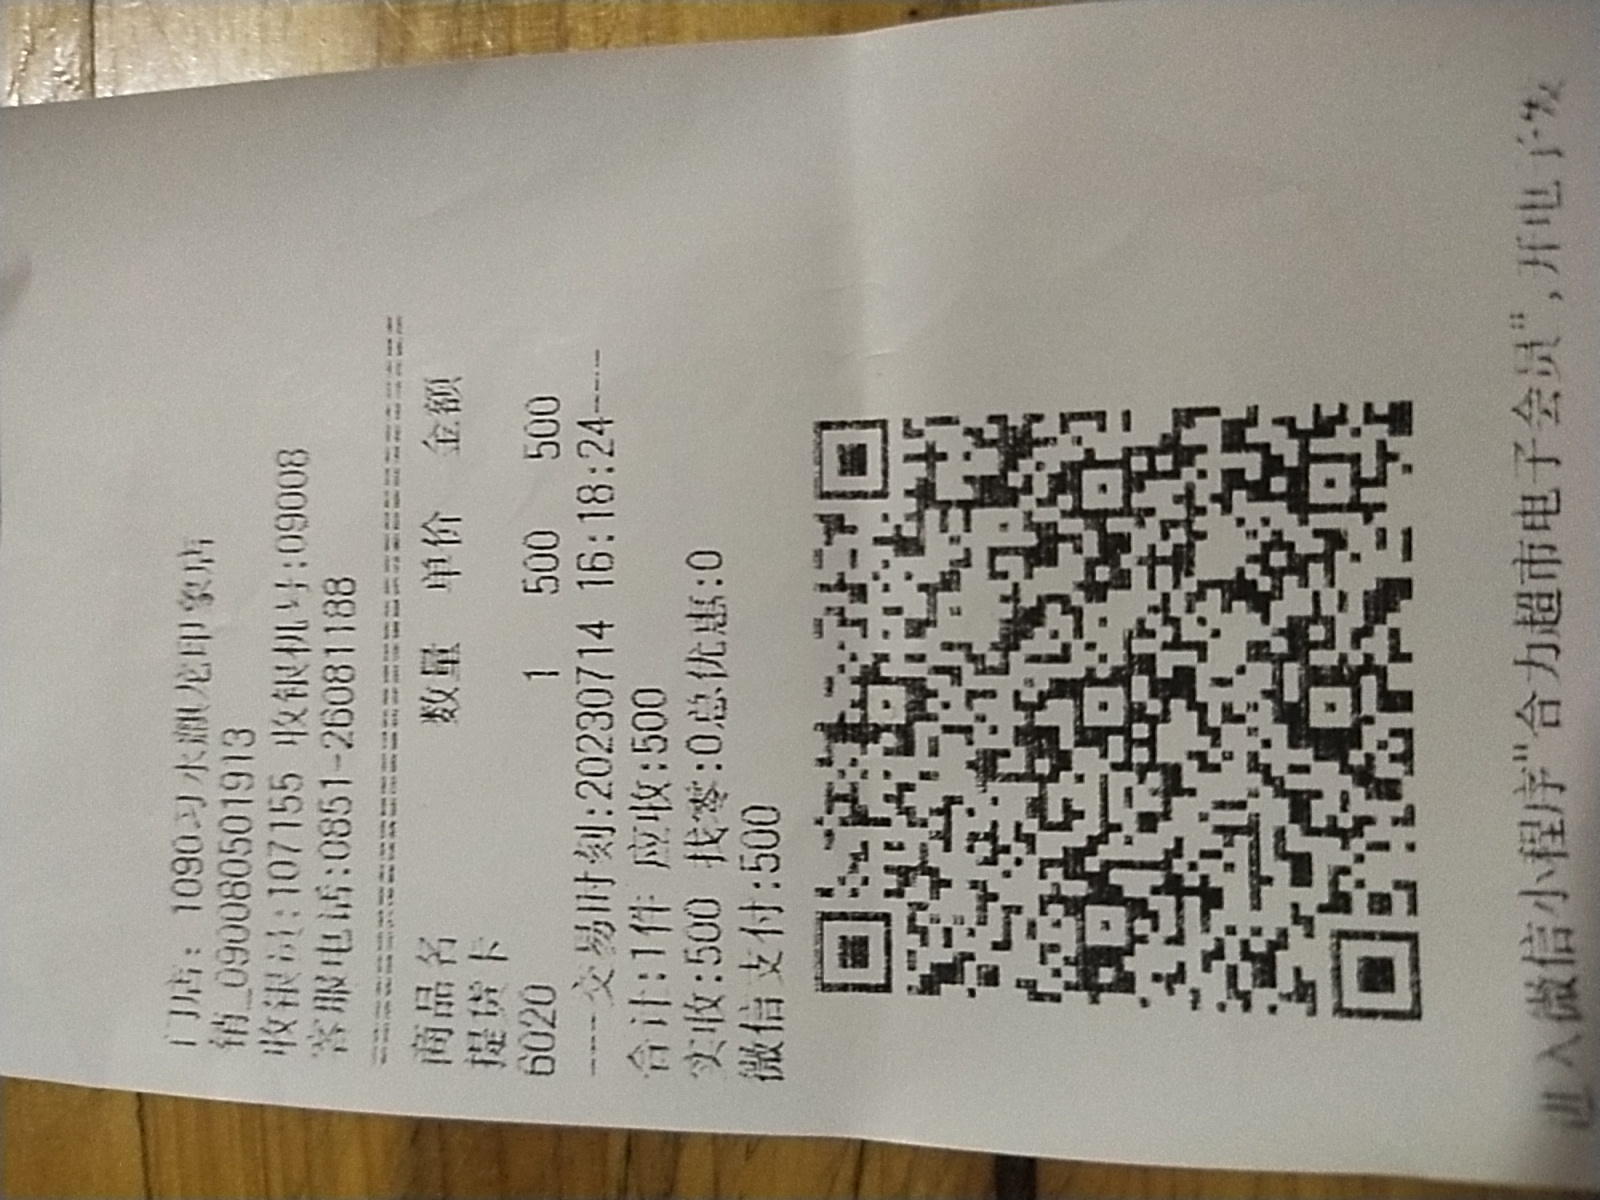 门店: 1090习水麒龙印象店
销_090080501913
收银员:107155 收银机号:09008
客服电话:0851-26081188
商品名 数量 单价 金额
提货卡
6020 1 500 500
----交易时刻:20230714 16:18:24----
合计:1件 应收:500
实收:500 找零:0总优惠:0
微信支付:500
进入微信小程序"合力超市电子会员",开电子发